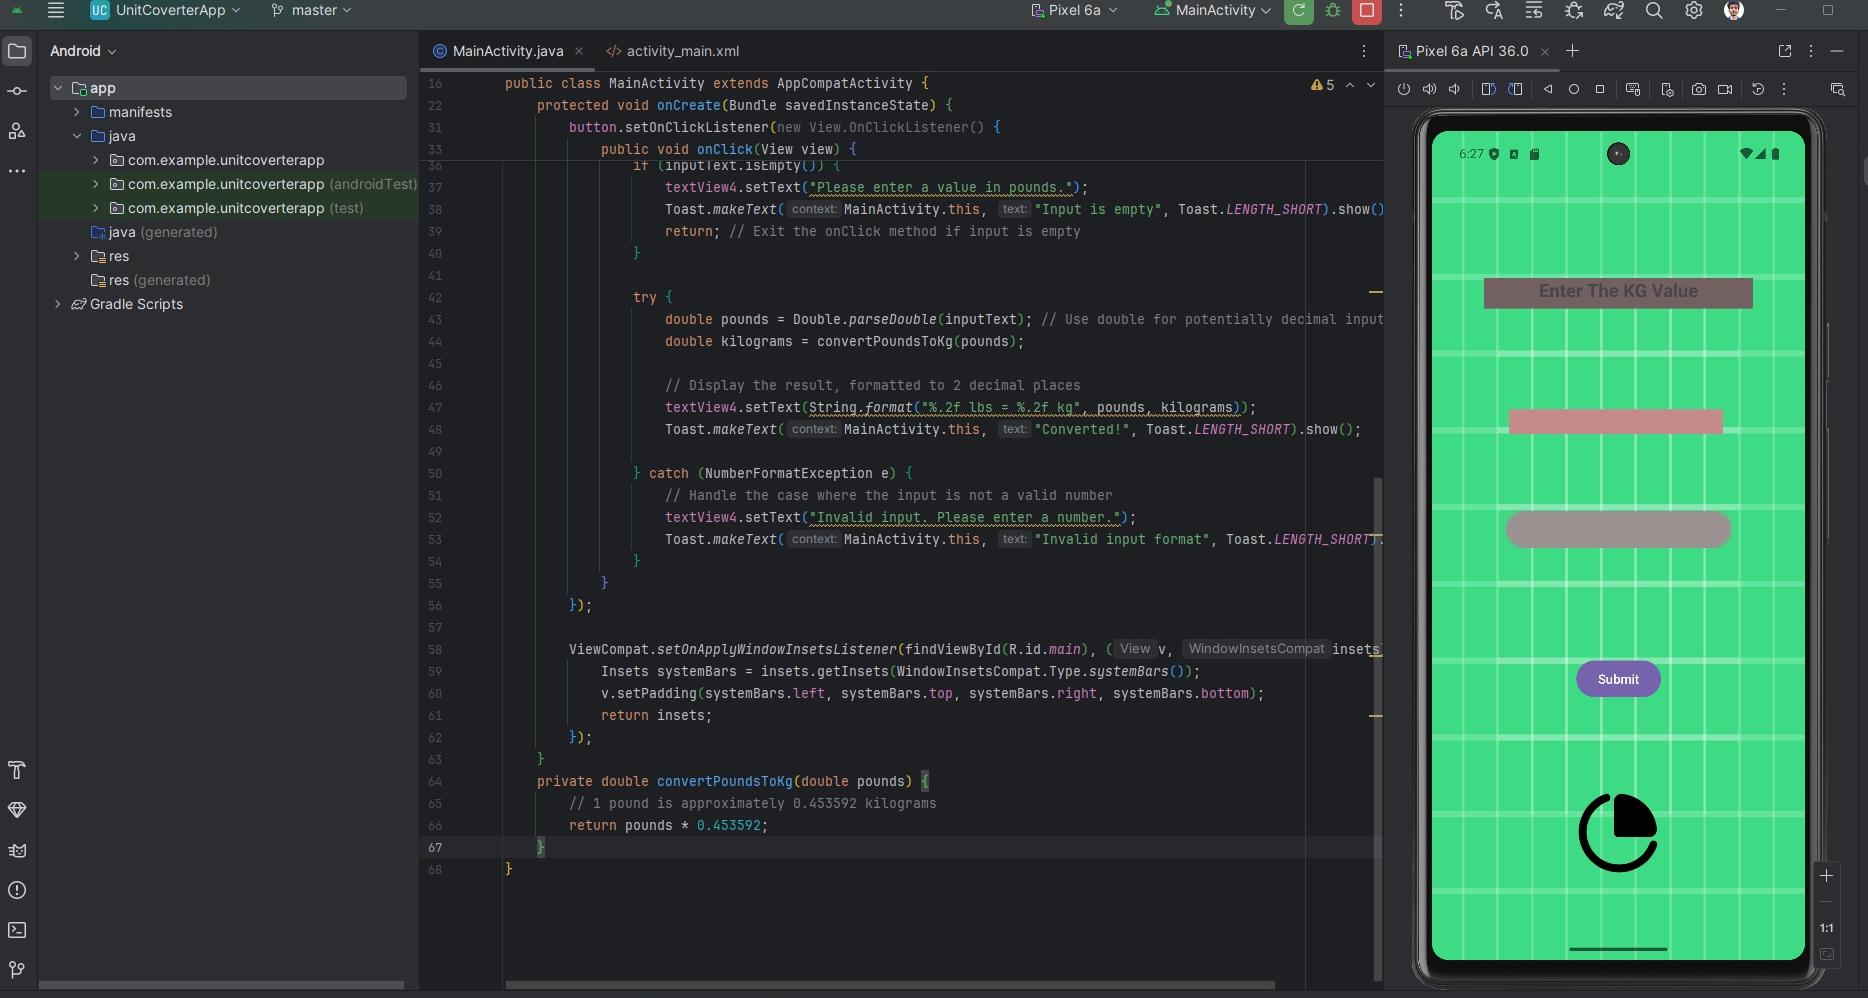 UC UnitCoverterApp master Pixel 6a MainActivity
Android
app
manifests
java
com.example.unitcoverterapp
com.example.unitcoverterapp (androidTest)
com.example.unitcoverterapp (test)
java (generated)
res
res (generated)
Gradle Scripts
MainActivity.java activity_main.xml
5
16 public class MainActivity extends AppCompatActivity {
22 protected void onCreate(Bundle savedInstanceState) {
31 button.setOnClickListener(new View.OnClickListener() {
33 public void onClick(View view) {
36 if (inputText.isEmpty()) {
37 textView4.setText("Please enter a value in pounds.");
38 Toast.makeText( context: MainActivity.this, text: "Input is empty", Toast.LENGTH_SHORT).show()
39 return; // Exit the onClick method if input is empty
40 }
41
42 try {
43 double pounds = Double.parseDouble(inputText); // Use double for potentially decimal input
44 double kilograms = convertPoundsToKg(pounds);
45
46 // Display the result, formatted to 2 decimal places
47 textView4.setText(String.format("%.2f lbs = %.2f kg", pounds, kilograms));
48 Toast.makeText( context: MainActivity.this, text: "Converted!", Toast.LENGTH_SHORT).show();
49
50 } catch (NumberFormatException e) {
51 // Handle the case where the input is not a valid number
52 textView4.setText("Invalid input. Please enter a number.");
53 Toast.makeText( context: MainActivity.this, text: "Invalid input format", Toast.LENGTH_SHORT).
54 }
55 }
56 });
57
58 ViewCompat.setOnApplyWindowInsetsListener(findViewById(R.id.main), ( View v, WindowInsetsCompat insets
59 Insets systemBars = insets.getInsets(WindowInsetsCompat.Type.systemBars());
60 v.setPadding(systemBars.left, systemBars.top, systemBars.right, systemBars.bottom);
61 return insets;
62 });
63 }
64 private double convertPoundsToKg(double pounds) {
65 // 1 pound is approximately 0.453592 kilograms
66 return pounds * 0.453592;
67 }
68 }
Pixel 6a API 36.0
6:27
Enter The KG Value
Submit
1:1